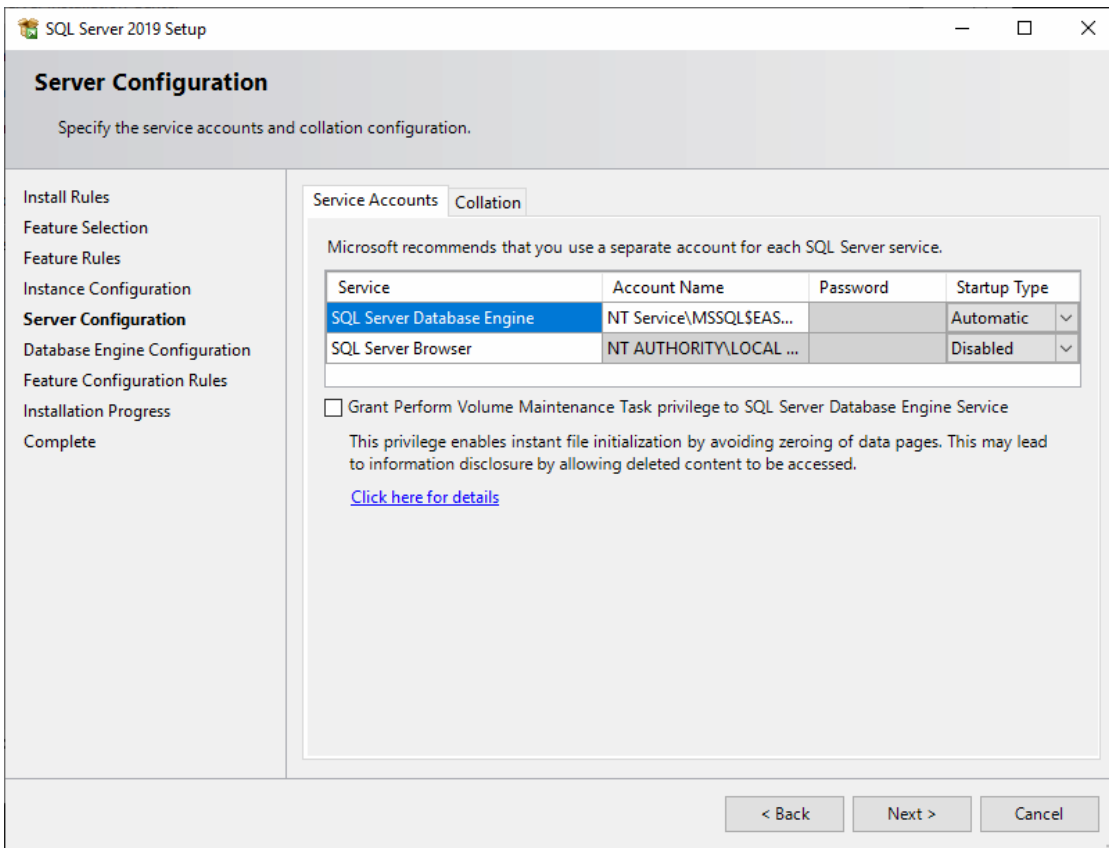 SQL Server 2019 Setup
Server Configuration
Specify the service accounts and collation configuration.
Install Rules
Feature Selection
Feature Rules
Instance Configuration
Server Configuration
Database Engine Configuration
Feature Configuration Rules
Installation Progress
Complete
Service Accounts Collation
Microsoft recommends that you use a separate account for each SQL Server service.
Service Account Name Password Startup Type
SQL Server Database Engine NT Service\MSSQL$EAS... Automatic
SQL Server Browser NT AUTHORITY\LOCAL ... Disabled
Grant Perform Volume Maintenance Task privilege to SQL Server Database Engine Service
This privilege enables instant file initialization by avoiding zeroing of data pages. This may lead
to information disclosure by allowing deleted content to be accessed.
Click here for details
< Back Next > Cancel